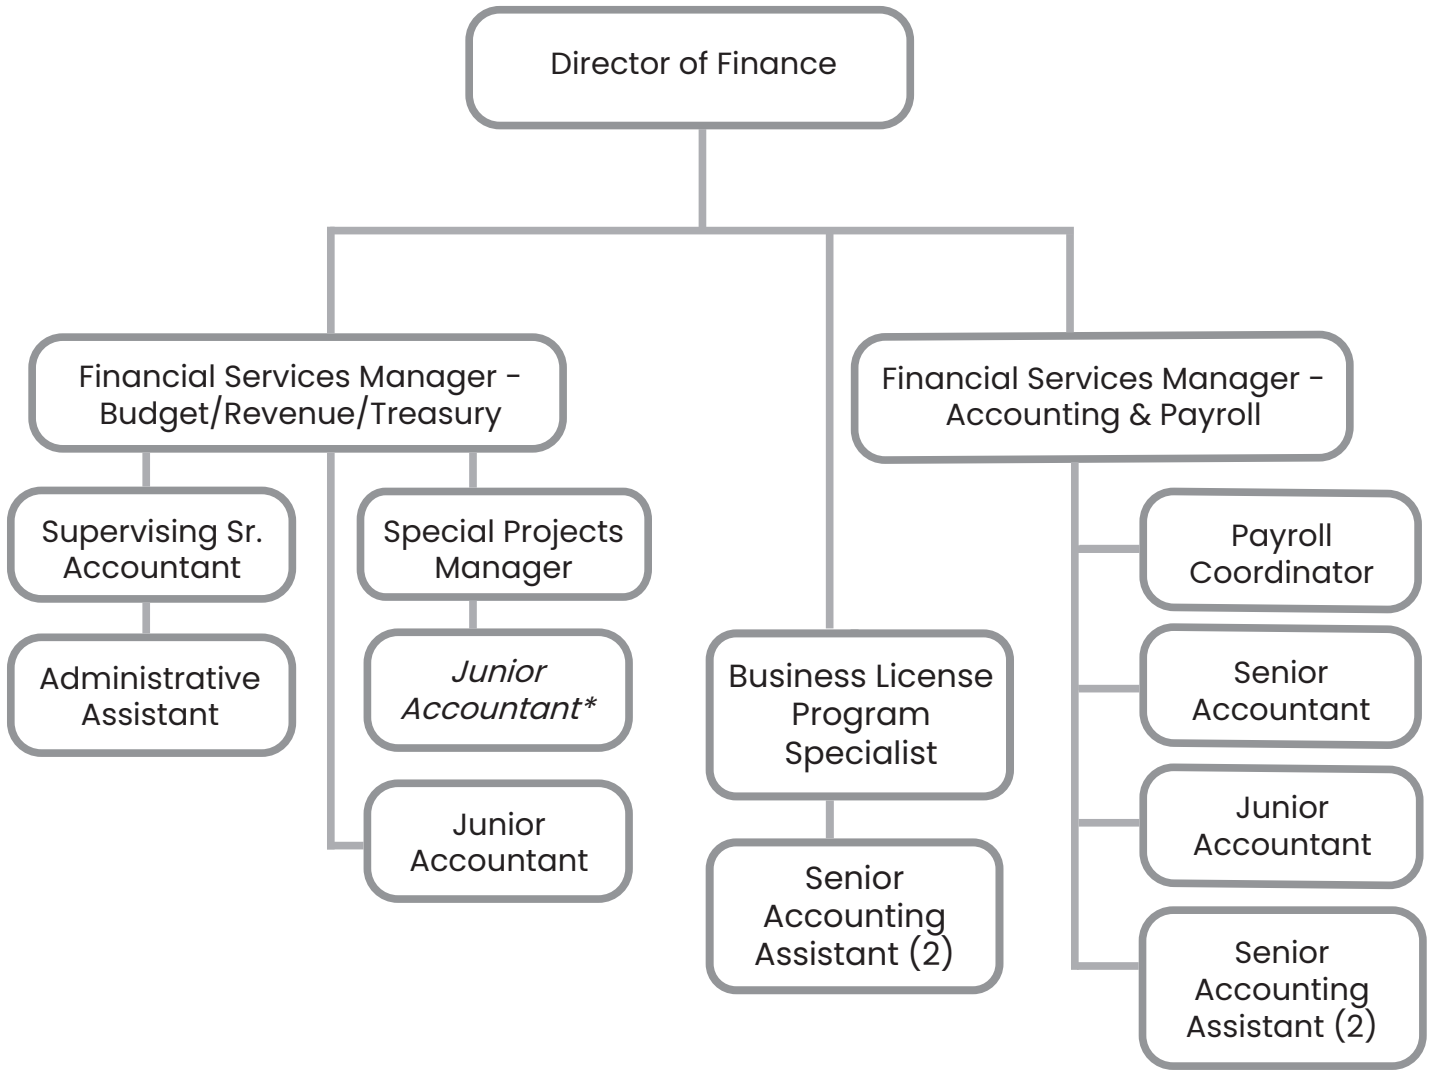 Director of Finance
Financial Services Manager -
Budget/Revenue/Treasury
Financial Services Manager -
Accounting & Payroll
Supervising Sr.
Accountant
Special Projects
Manager
Payroll
Coordinator
Administrative
Assistant
Junior
Accountant*
Business License
Program
Specialist
Senior
Accountant
Junior
Accountant
Junior
Accountant
Senior
Accounting
Assistant (2)
Senior
Accounting
Assistant (2)